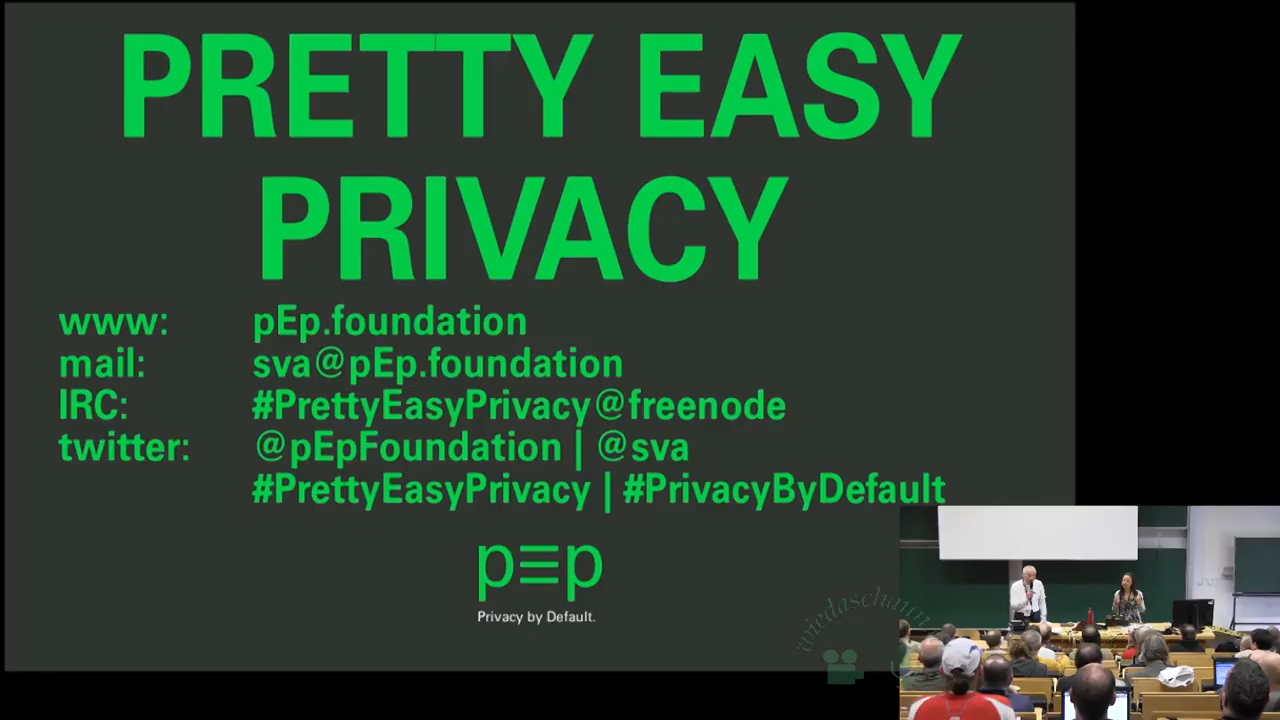 PRETTY EASY
PRIVACY
www: pEp.foundation
mail: sva@pEp.foundation
IRC: #PrettyEasyPrivacy@freenode
twitter: @pEpFoundation | @sva
#PrettyEasyPrivacy | #PrivacyByDefault
p≡p
Privacy by Default.
wiedaschaun